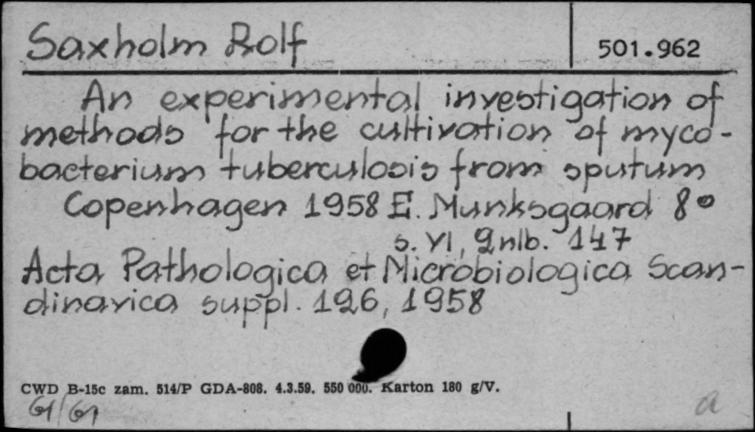 Saxholm Rolf
501.962
An experimental investigation of
methods for the cultivation of myco-
bacterium tuberculosis from sputum
Copenhagen 1958 E. Munksgaard 8°
s. VI, 2nlb. 147
Acta Pathologica et Microbiologica Scan-
dinavica suppl. 126, 1958
CWD B-15c zam. 514/P GDA-808. 4.3.59. 550 000. Karton 180 g/V.
61/61
a